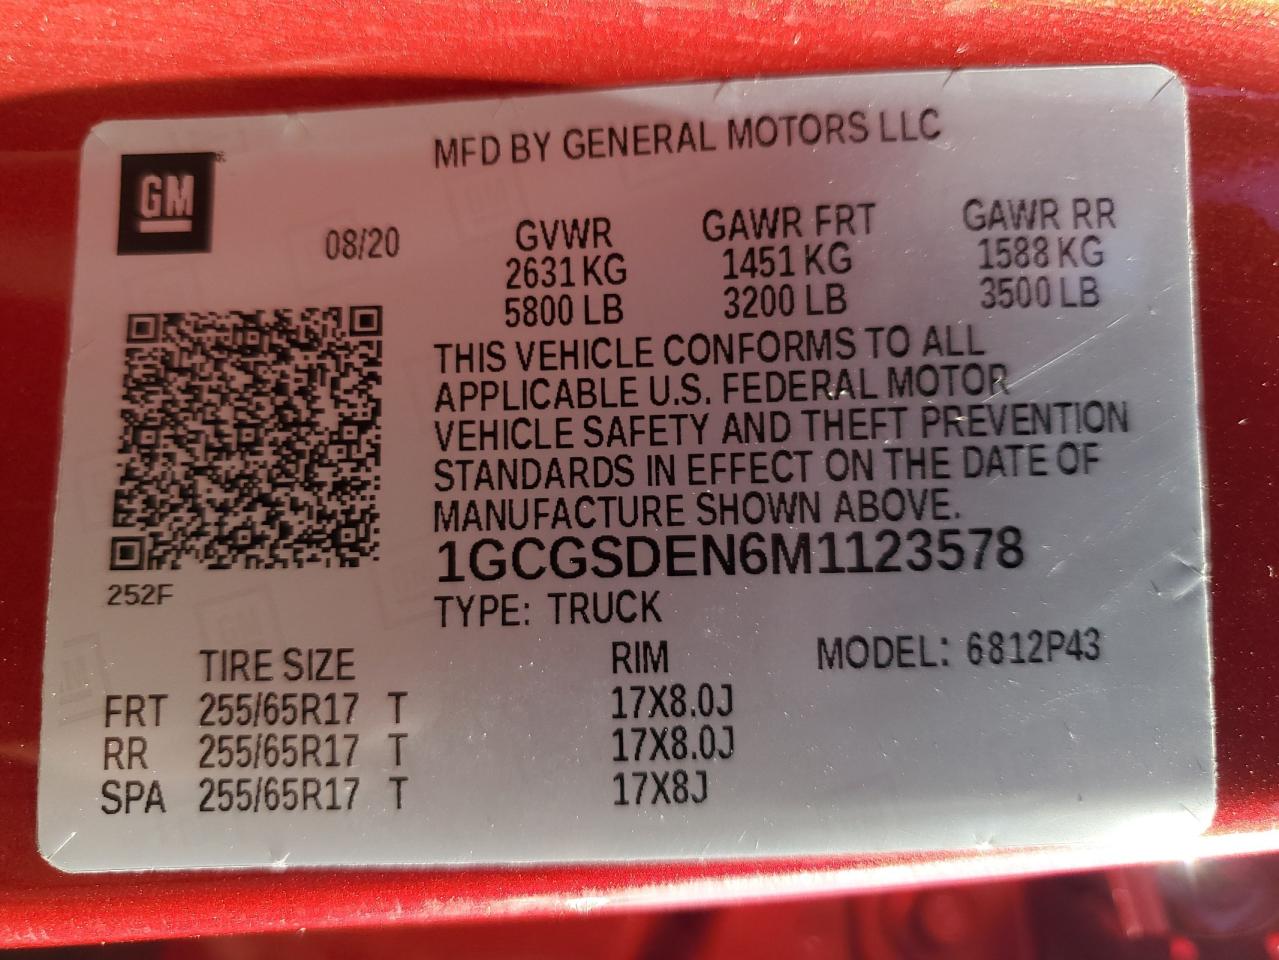 MFD BY GENERAL MOTORS LLC
GM
08/20
GVWR GAWR FRT GAWR RR
2631 KG 1451 KG 1588 KG
5800 LB 3200 LB 3500 LB
THIS VEHICLE CONFORMS TO ALL
APPLICABLE U.S. FEDERAL MOTOR
VEHICLE SAFETY AND THEFT PREVENTION
STANDARDS IN EFFECT ON THE DATE OF
MANUFACTURE SHOWN ABOVE.
1GCGSDEN6M1123578
252F
TYPE: TRUCK
TIRE SIZE RIM MODEL: 6812P43
FRT 255/65R17 T 17X8.0J
RR 255/65R17 T 17X8.0J
SPA 255/65R17 T 17X8J